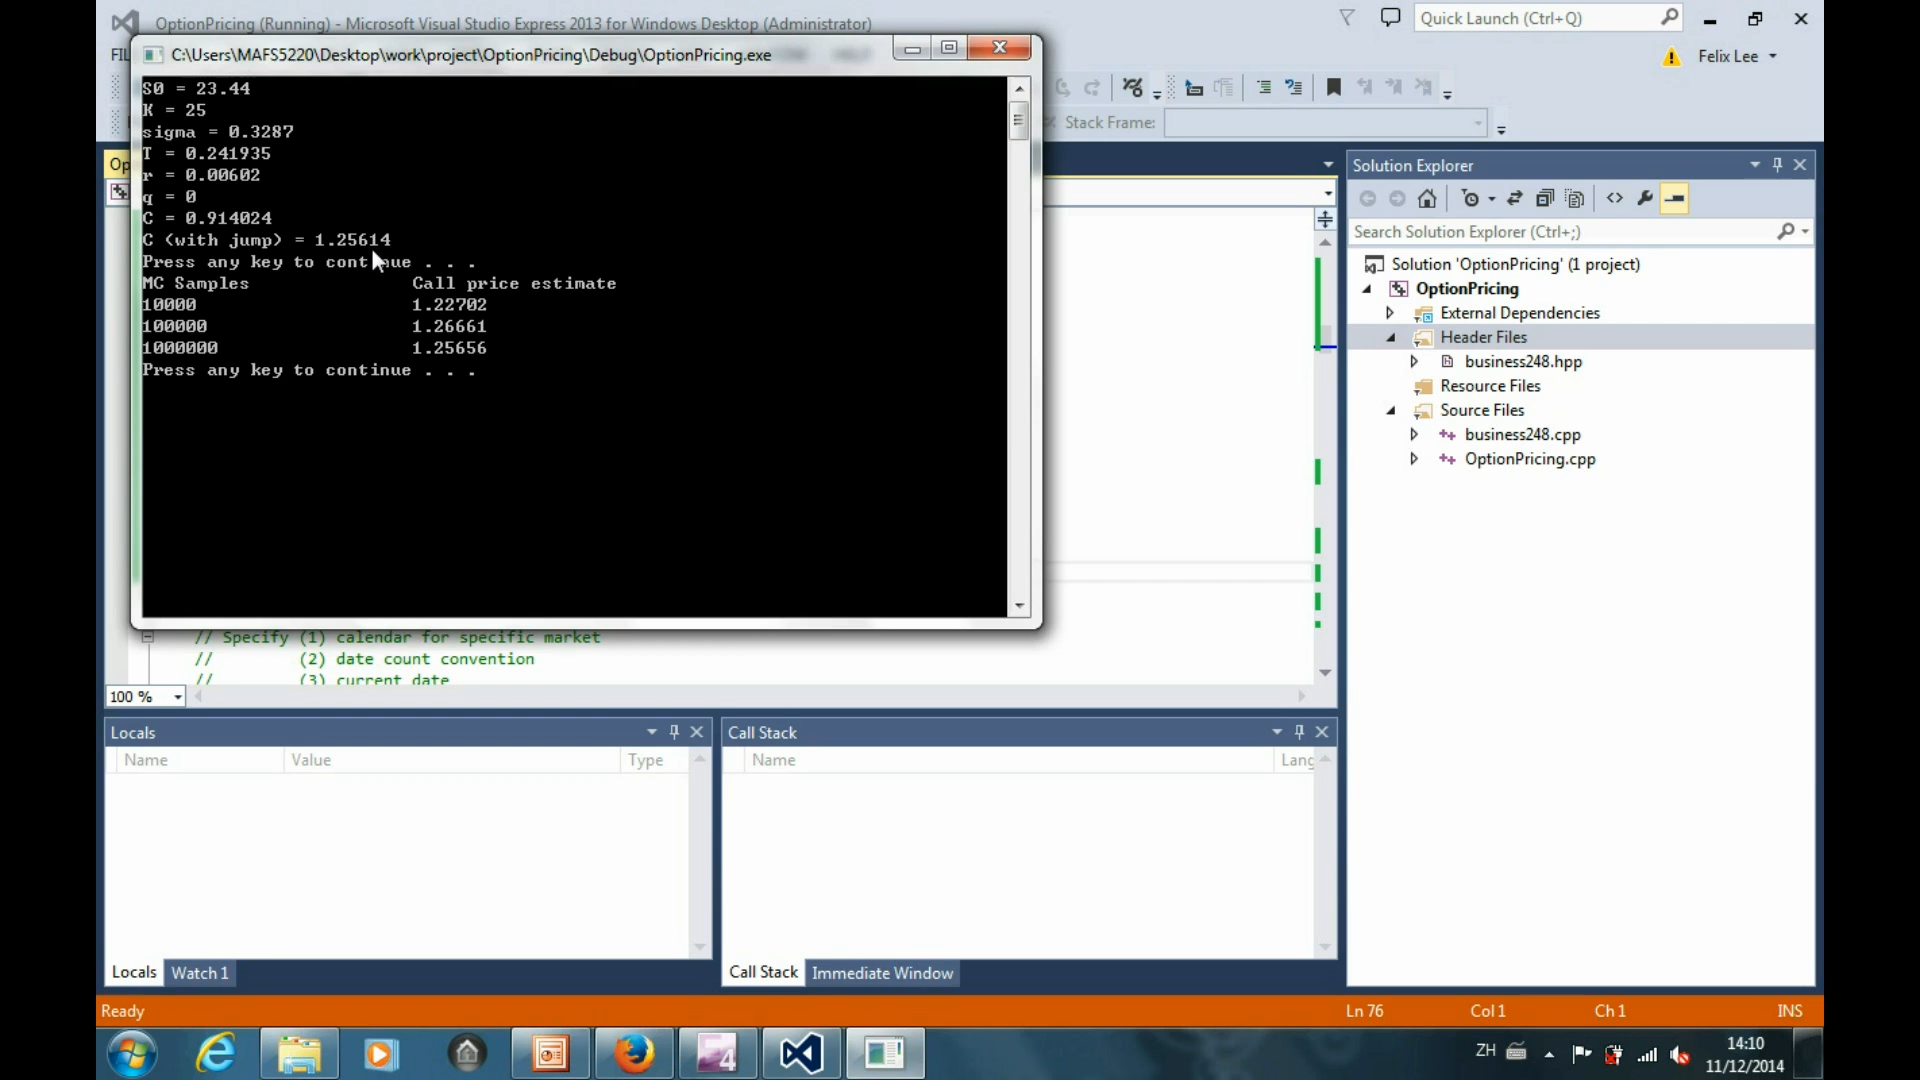 OptionPricing (Running) - Microsoft Visual Studio Express 2013 for Windows Desktop (Administrator)
Quick Launch (Ctrl+Q)
FIL
C:\Users\MAFS5220\Desktop\work\project\OptionPricing\Debug\OptionPricing.exe
Felix Lee
Stack Frame:
S0 = 23.44
K = 25
sigma = 0.3287
T = 0.241935
r = 0.00602
q = 0
C = 0.914024
C (with jump) = 1.25614
Press any key to continue . . .
MC Samples Call price estimate
10000 1.22702
100000 1.26661
1000000 1.25656
Press any key to continue . . .
Op
// Specify (1) calendar for specific market
// (2) date count convention
// (3) current date
100 %
Solution Explorer
Search Solution Explorer (Ctrl+;)
Solution 'OptionPricing' (1 project)
OptionPricing
External Dependencies
Header Files
business248.hpp
Resource Files
Source Files
business248.cpp
OptionPricing.cpp
Locals
Name Value Type
Call Stack
Name Lang
Locals Watch 1
Call Stack Immediate Window
Ready Ln 76 Col 1 Ch 1 INS
ZH
14:10
11/12/2014